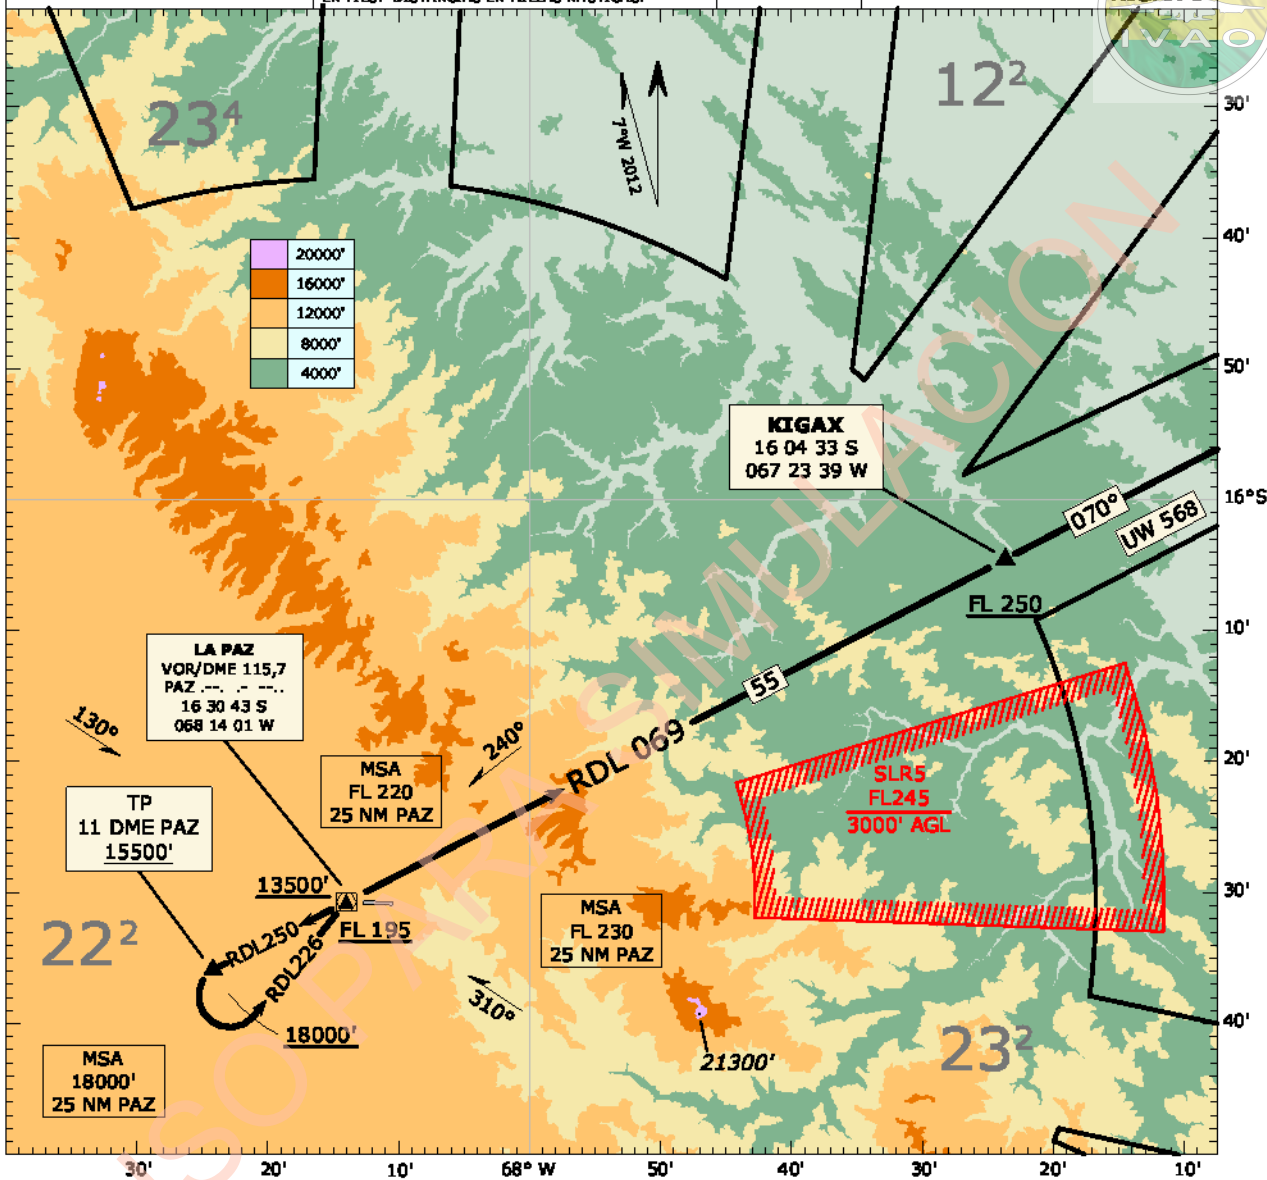 IVAO
23⁴
12²
30'
7°W 2012
40'
20000'
16000'
12000'
8000'
4000'
50'
KIGAX
16 04 33 S
067 23 39 W
16°S
070°
UW 568
FL 250
10'
LA PAZ
VOR/DME 115,7
PAZ .--. .- --..
16 30 43 S
068 14 01 W
55
130°
240°
RDL 069
20'
MSA
FL 220
25 NM PAZ
SLR5
FL245
3000' AGL
TP
11 DME PAZ
15500'
13500'
30'
FL 195
MSA
FL 230
25 NM PAZ
22²
RDL250
RDL226
310°
18000'
40'
23²
21300'
MSA
18000'
25 NM PAZ
30'
20'
10'
68° W
50'
40'
30'
20'
10'
SO PARA SIMULACION